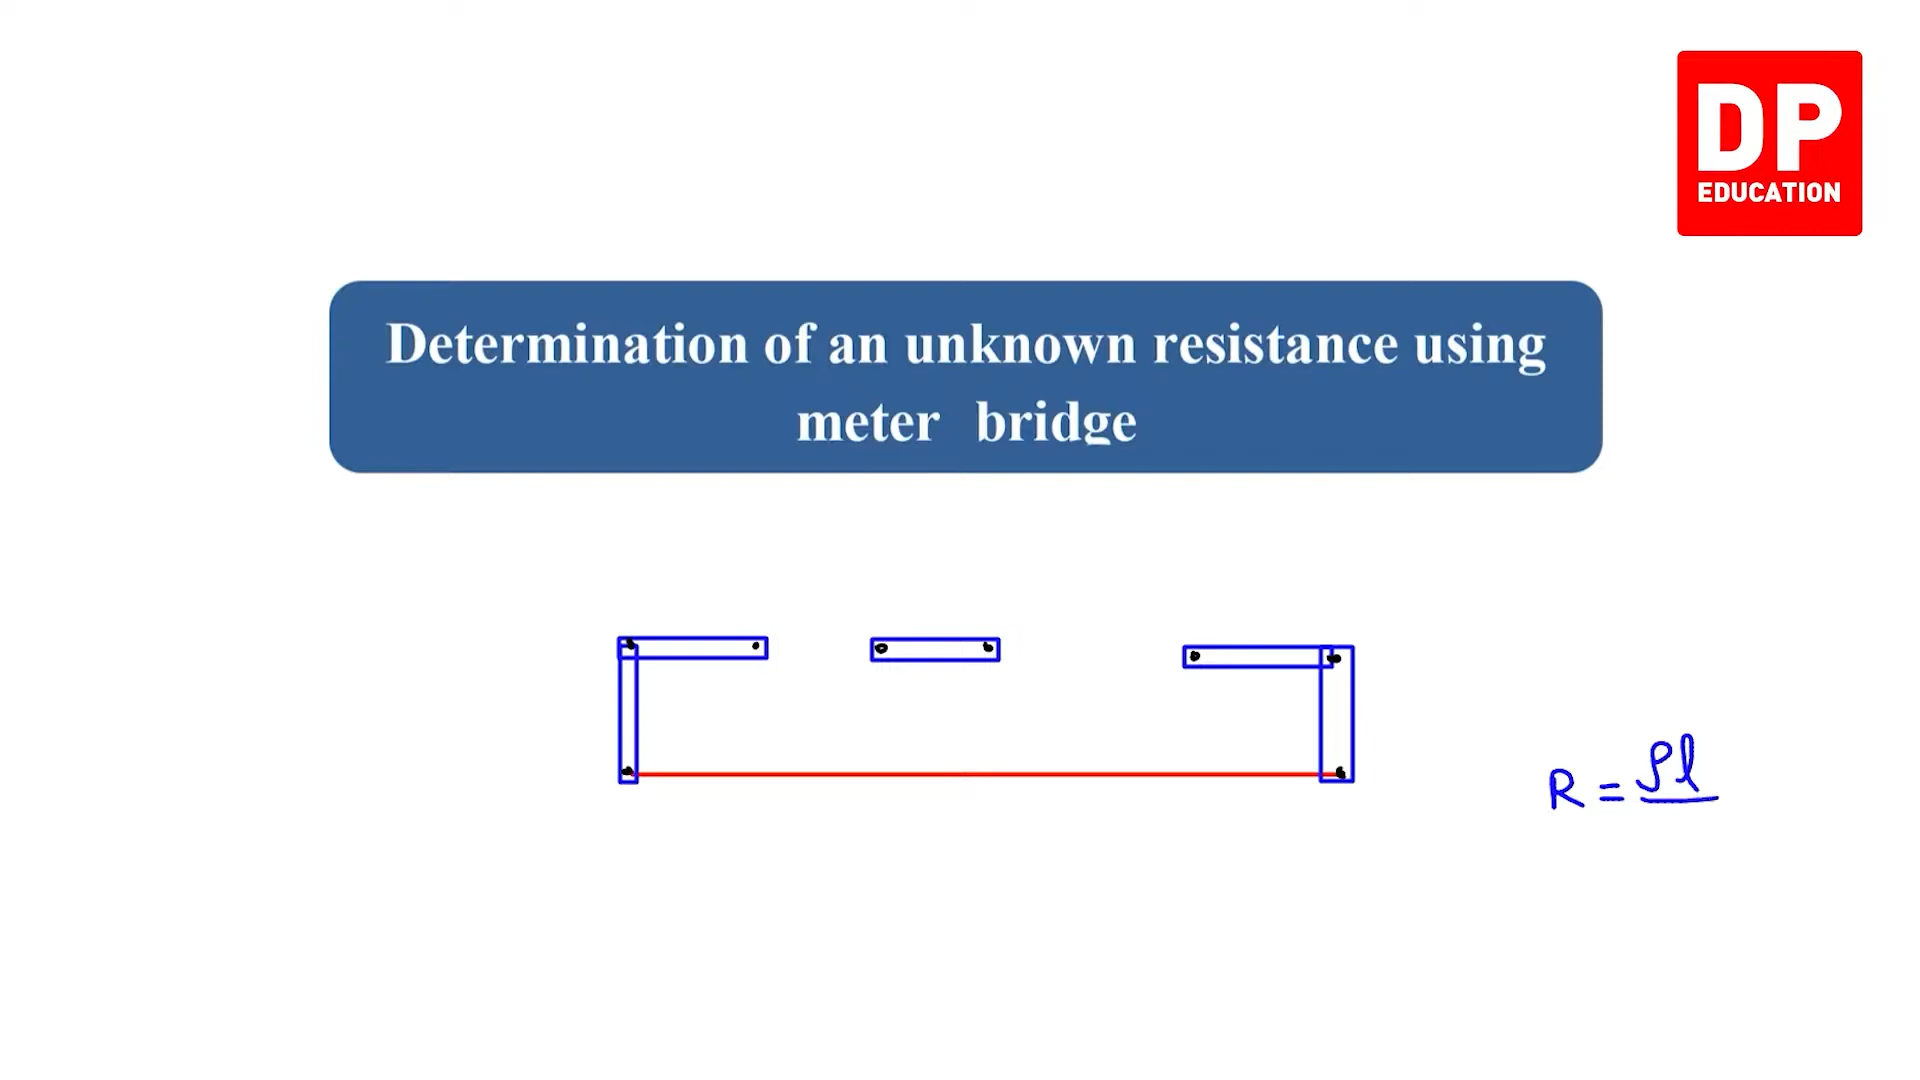 DP
EDUCATION
Determination of an unknown resistance using
meter bridge
R = ρl